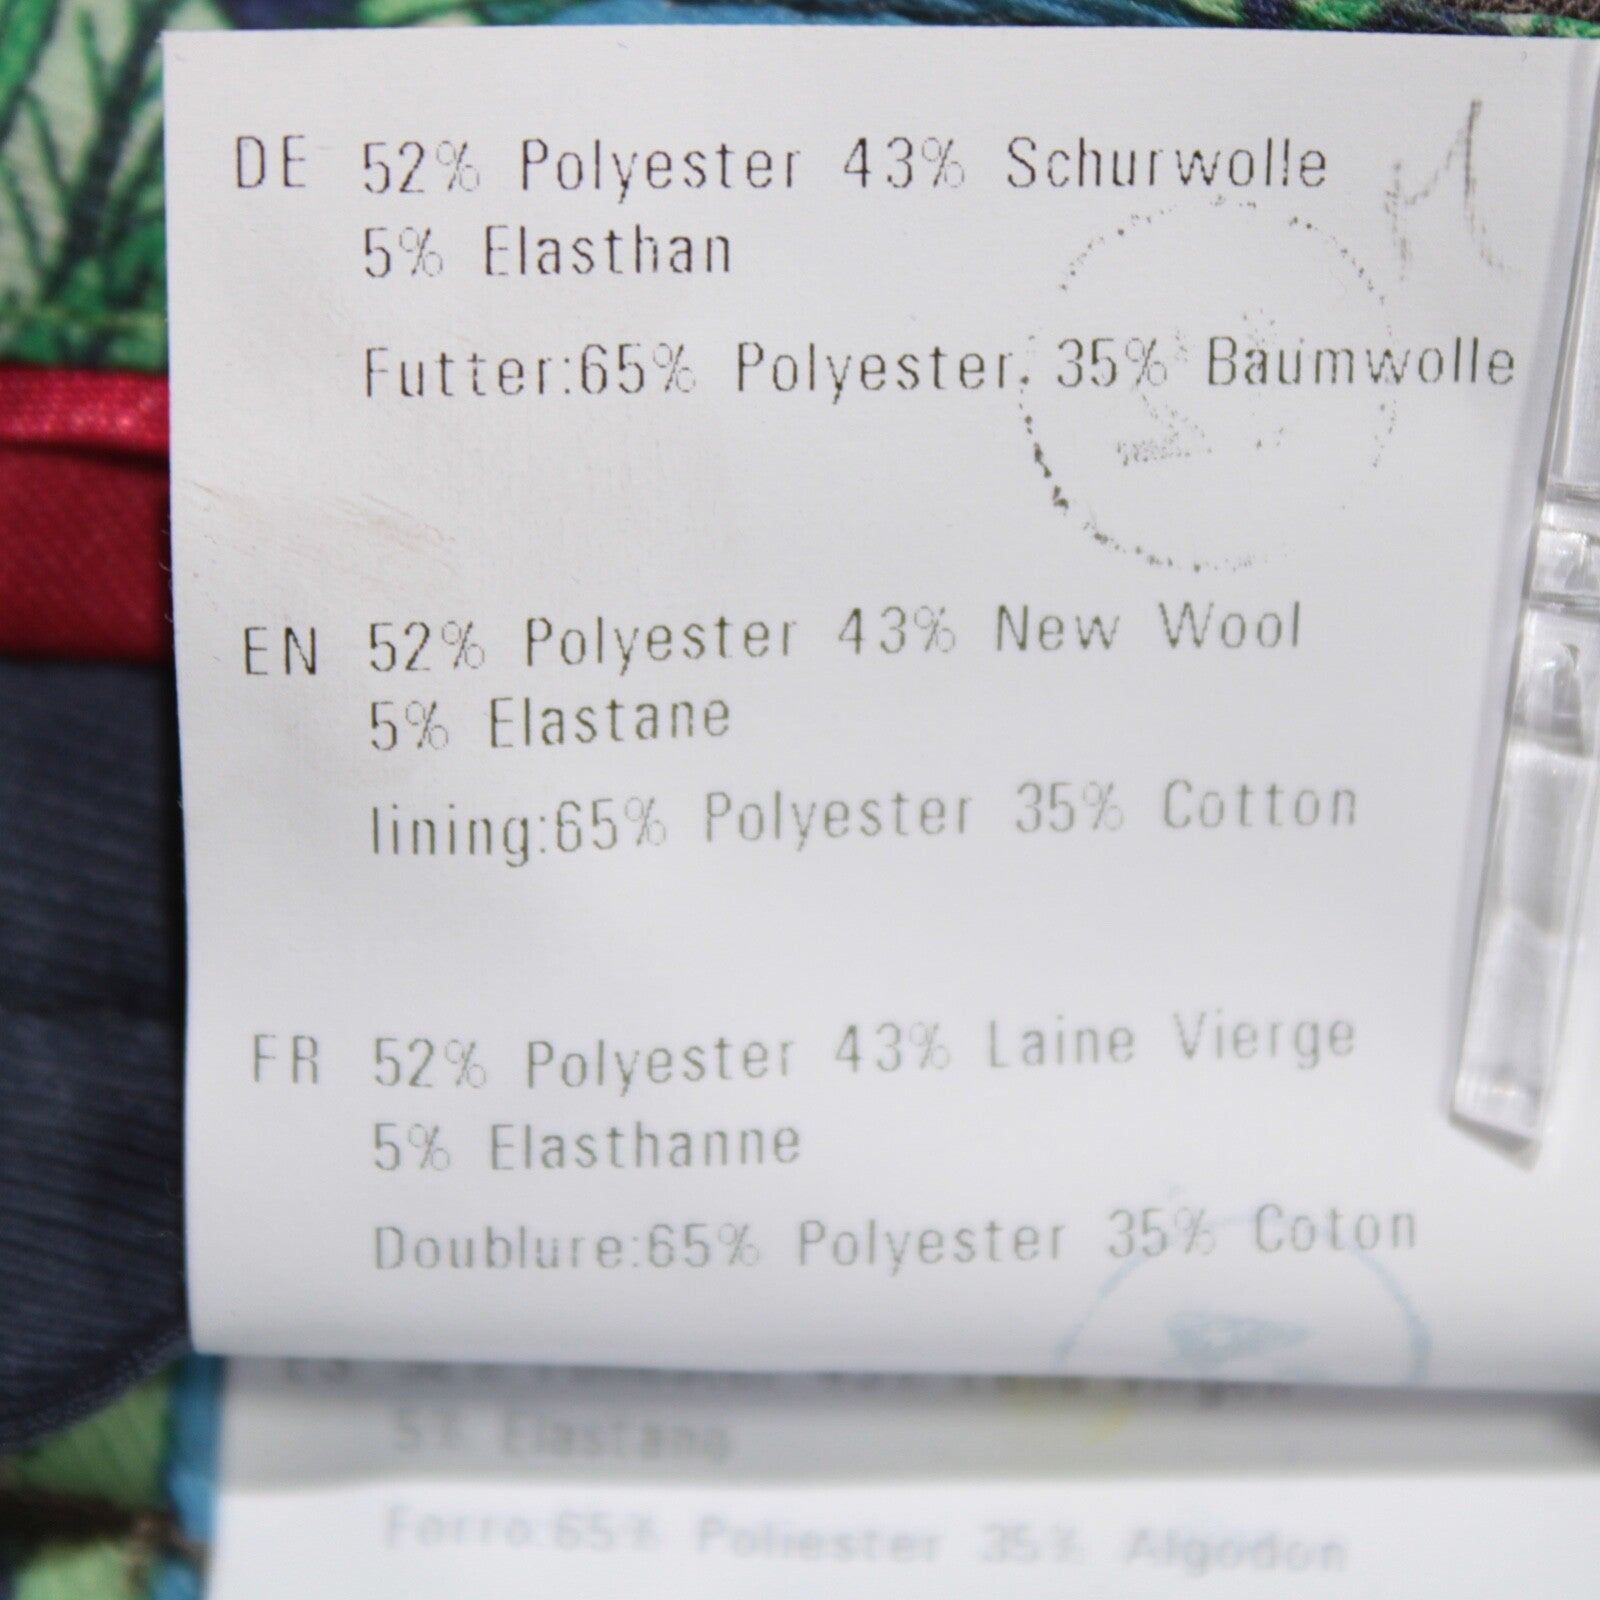 DE 52% Polyester 43% Schurwolle
5% Elasthan
Futter:65% Polyester 35% Baumwolle
EN 52% Polyester 43% New Wool
5% Elastane
lining:65% Polyester 35% Cotton
FR 52% Polyester 43% Laine Vierge
5% Elasthanne
Doublure:65% Polyester 35% Coton
5% Elastano
Forro:65% Poliester 35% Algodon